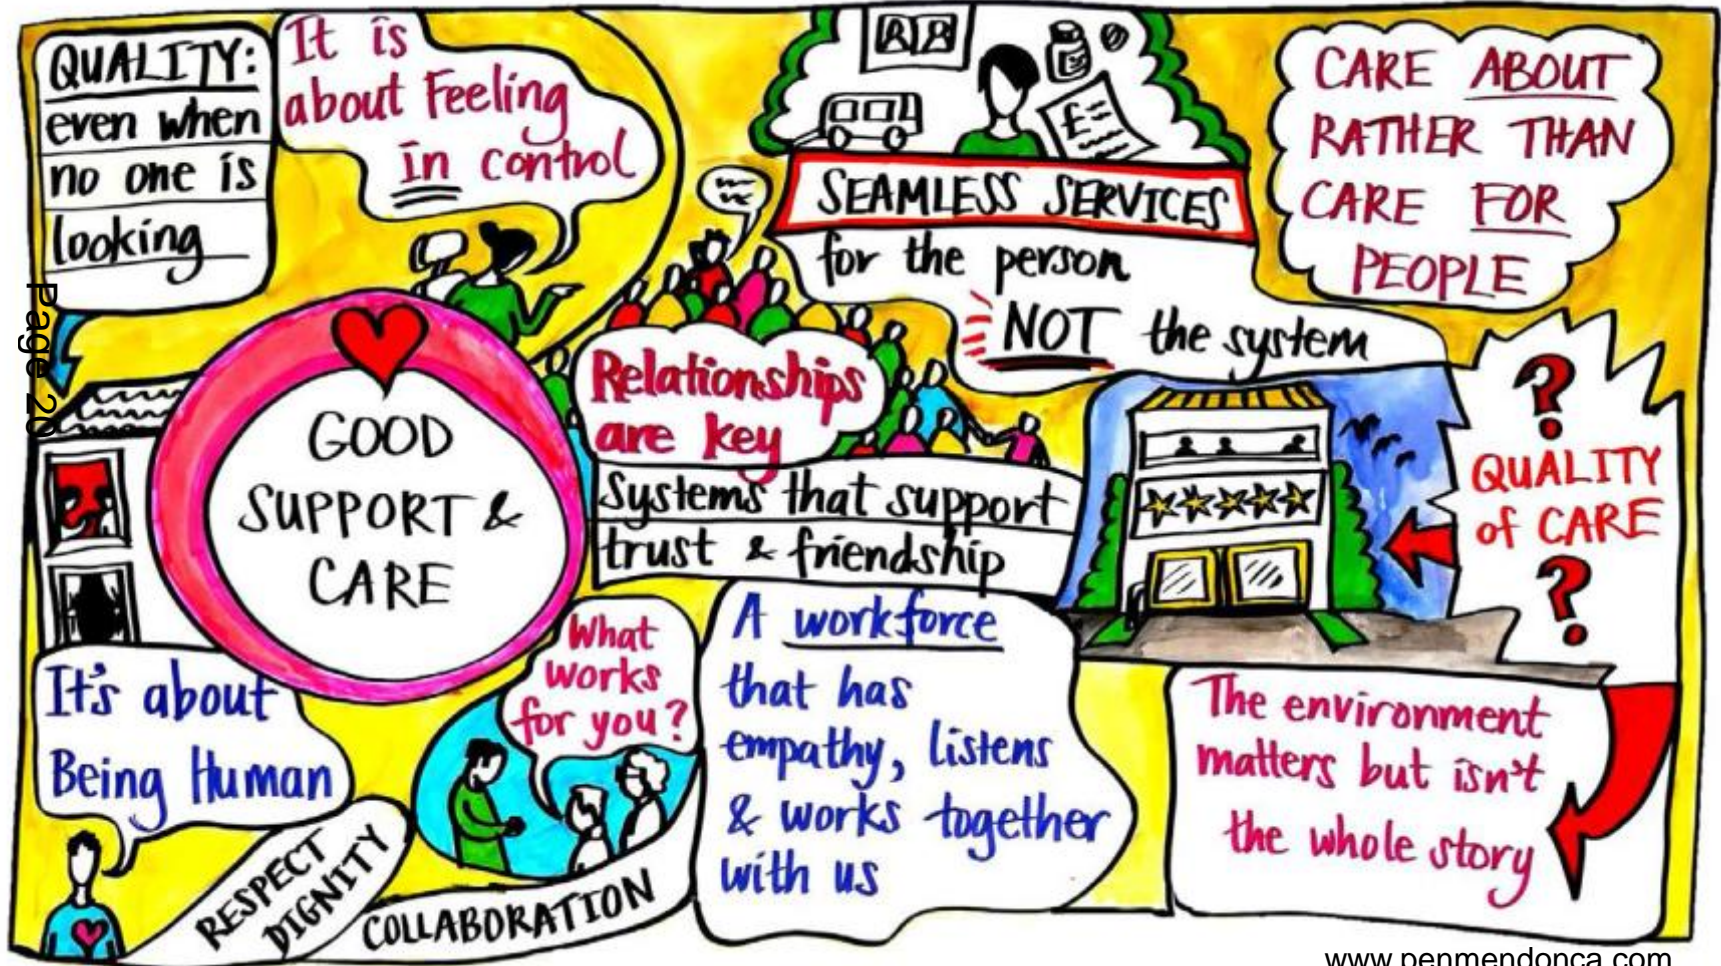 QUALITY:
even when
no one is
looking
It is
about Feeling
in control
SEAMLESS SERVICES
for the person
NOT the system
£
CARE ABOUT
RATHER THAN
CARE FOR
PEOPLE
Page 20
GOOD
SUPPORT &
CARE
Relationships
are key
Systems that support
trust & friendship
?
QUALITY
of CARE
?
It's about
Being Human
RESPECT
DIGNITY
COLLABORATION
What
works
for you?
A workforce
that has
empathy, listens
& works together
with us
The environment
matters but isn't
the whole story
www.penmendonca.com